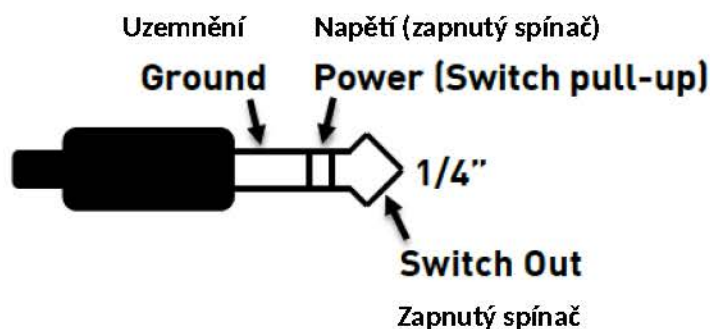 Uzemnění Napětí (zapnutý spínač)
Ground Power (Switch pull-up)
1/4”
Switch Out
Zapnutý spínač